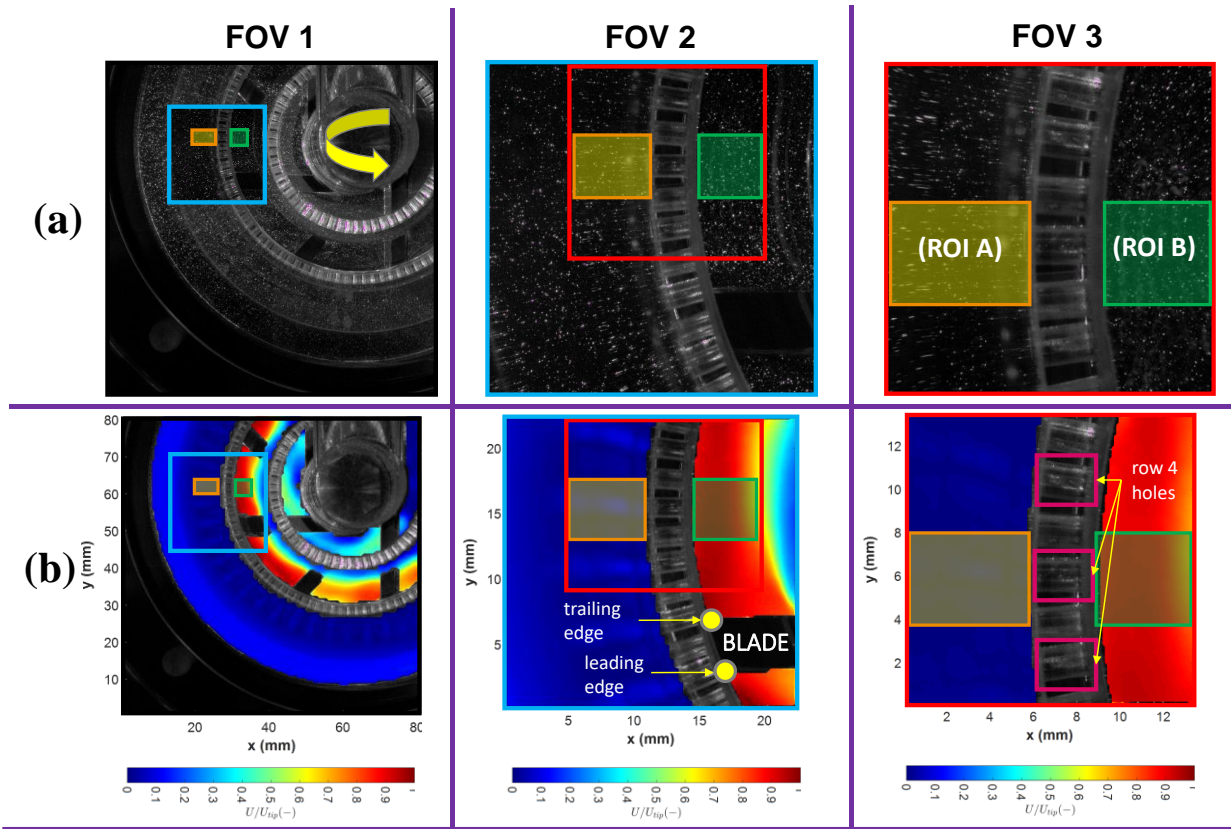 FOV 1
FOV 2
FOV 3
(a)
(ROI A)
(ROI B)
(b)
y (mm)
80
70
60
50
40
30
20
10
20
40
60
80
x (mm)
20
15
10
5
trailing
edge
leading
edge
BLADE
5
10
15
20
x (mm)
y (mm)
12
10
8
6
4
2
row 4
holes
2
4
6
8
10
12
x (mm)
y (mm)
0
0.1
0.2
0.3
0.4
0.5
0.6
0.7
0.8
0.9
1
U/Utip(−)
0
0.1
0.2
0.3
0.4
0.5
0.6
0.7
0.8
0.9
1
U/Utip(−)
0
0.1
0.2
0.3
0.4
0.5
0.6
0.7
0.8
0.9
1
U/Utip(−)